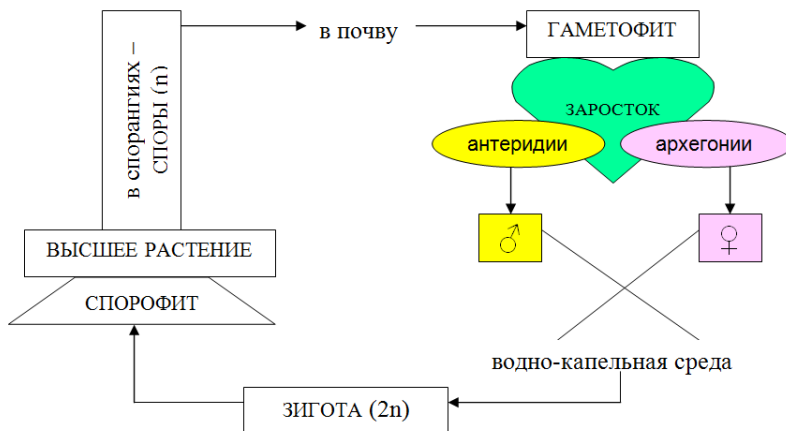 в спорангиях –
СПОРЫ (n)
в почву
ГАМЕТОФИТ
ЗАРОСТОК
антеридии
архегонии
♂
♀
ВЫСШЕЕ РАСТЕНИЕ
СПОРОФИТ
водно-капельная среда
ЗИГОТА (2n)